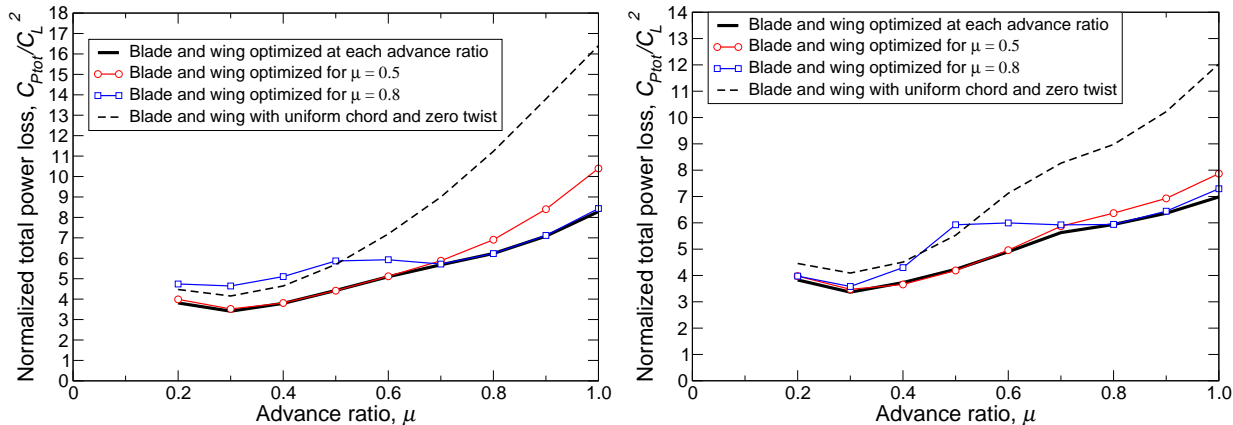 18
17
16
15
14
13
12
11
10
9
8
7
6
5
4
3
2
1
0
Normalized total power loss, C_Ptot/C_L^2
Blade and wing optimized at each advance ratio
Blade and wing optimized for μ = 0.5
Blade and wing optimized for μ = 0.8
Blade and wing with uniform chord and zero twist
0 0.2 0.4 0.6 0.8 1.0
Advance ratio, μ
14
13
12
11
10
9
8
7
6
5
4
3
2
1
0
Normalized total power loss, C_Ptot/C_L^2
Blade and wing optimized at each advance ratio
Blade and wing optimized for μ = 0.5
Blade and wing optimized for μ = 0.8
Blade and wing with uniform chord and zero twist
0 0.2 0.4 0.6 0.8 1.0
Advance ratio, μ